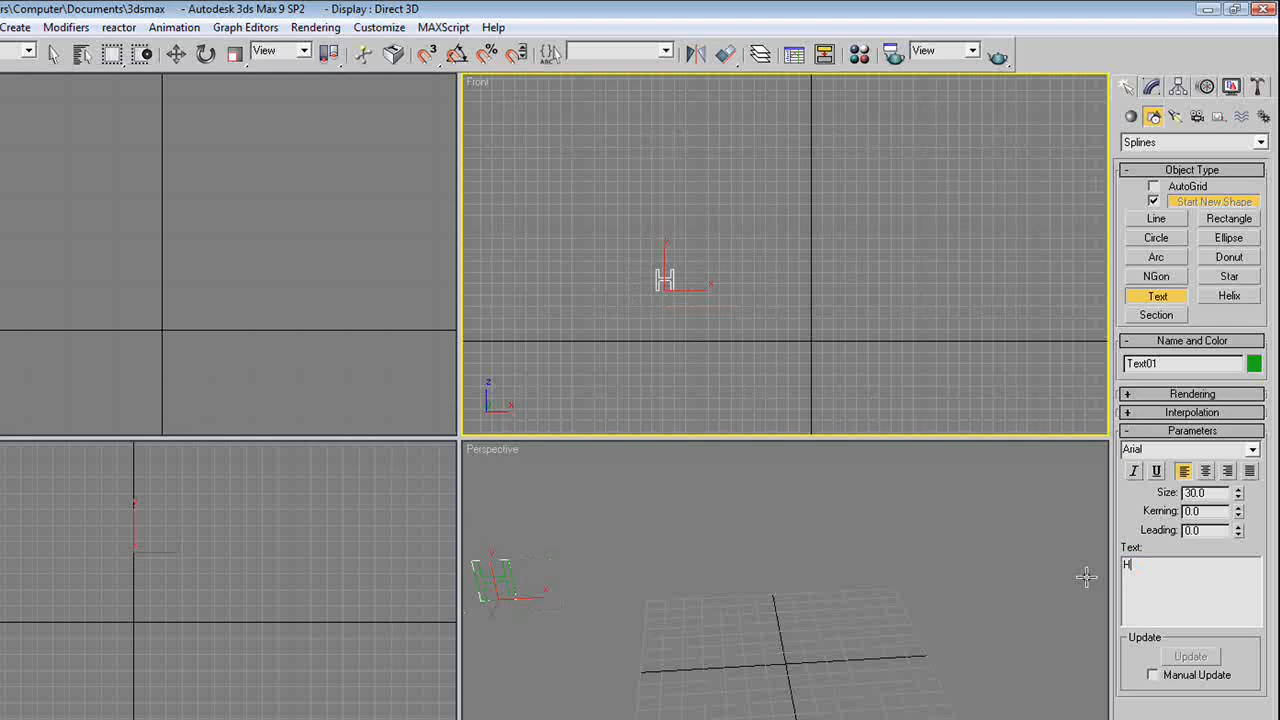 rs\Computer\Documents\3dsmax - Autodesk 3ds Max 9 SP2 - Display : Direct 3D
Create Modifiers reactor Animation Graph Editors Rendering Customize MAXScript Help
View 3 % ABC View
Front
Splines
- Object Type
AutoGrid
Start New Shape
Line Rectangle
Circle Ellipse
Arc Donut
NGon Star
Text Helix
Section
- Name and Color
Text01
+ Rendering
+ Interpolation
- Parameters
Arial
I U
Size: 30.0
Kerning: 0.0
Leading: 0.0
Text:
H
Update
Update
Manual Update
H
x
z
x
Perspective
H
x